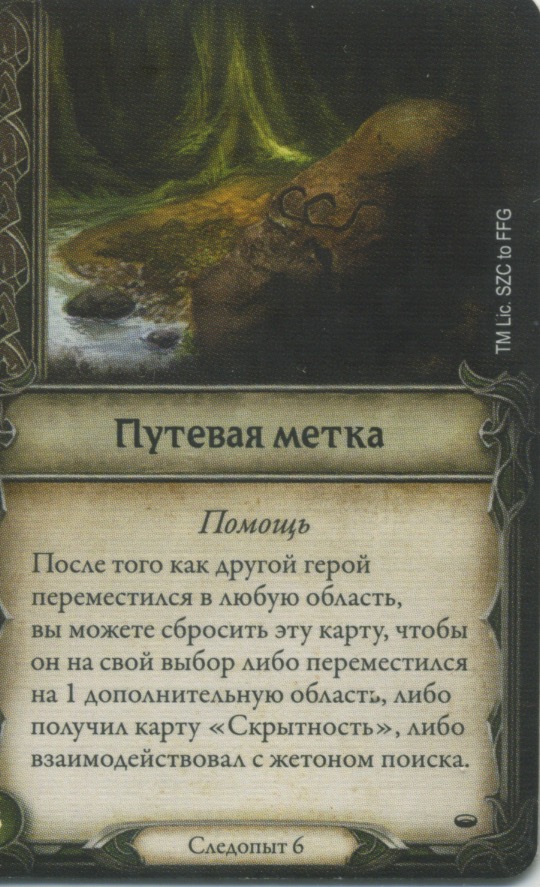 TM Lic. SZC to FFG
Путевая метка
Помощь
После того как другой герой
переместился в любую область,
вы можете сбросить эту карту, чтобы
он на свой выбор либо переместился
на 1 дополнительную область, либо
получил карту «Скрытность», либо
взаимодействовал с жетоном поиска.
Следопыт 6